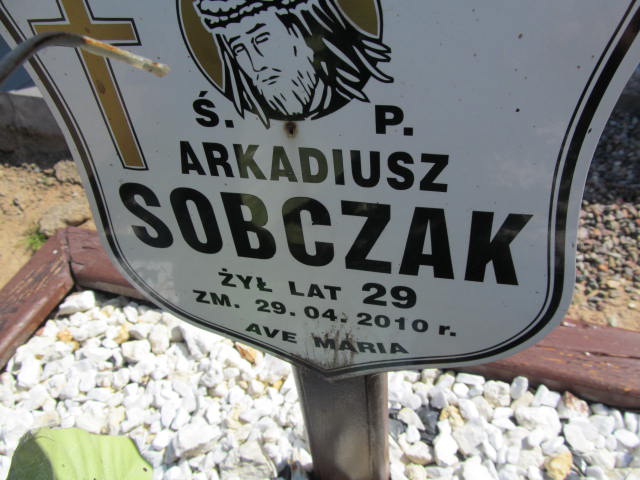 Ś. P.
ARKADIUSZ
SOBCZAK
ŻYŁ LAT 29
ZM. 29.04.2010 r.
AVE MARIA